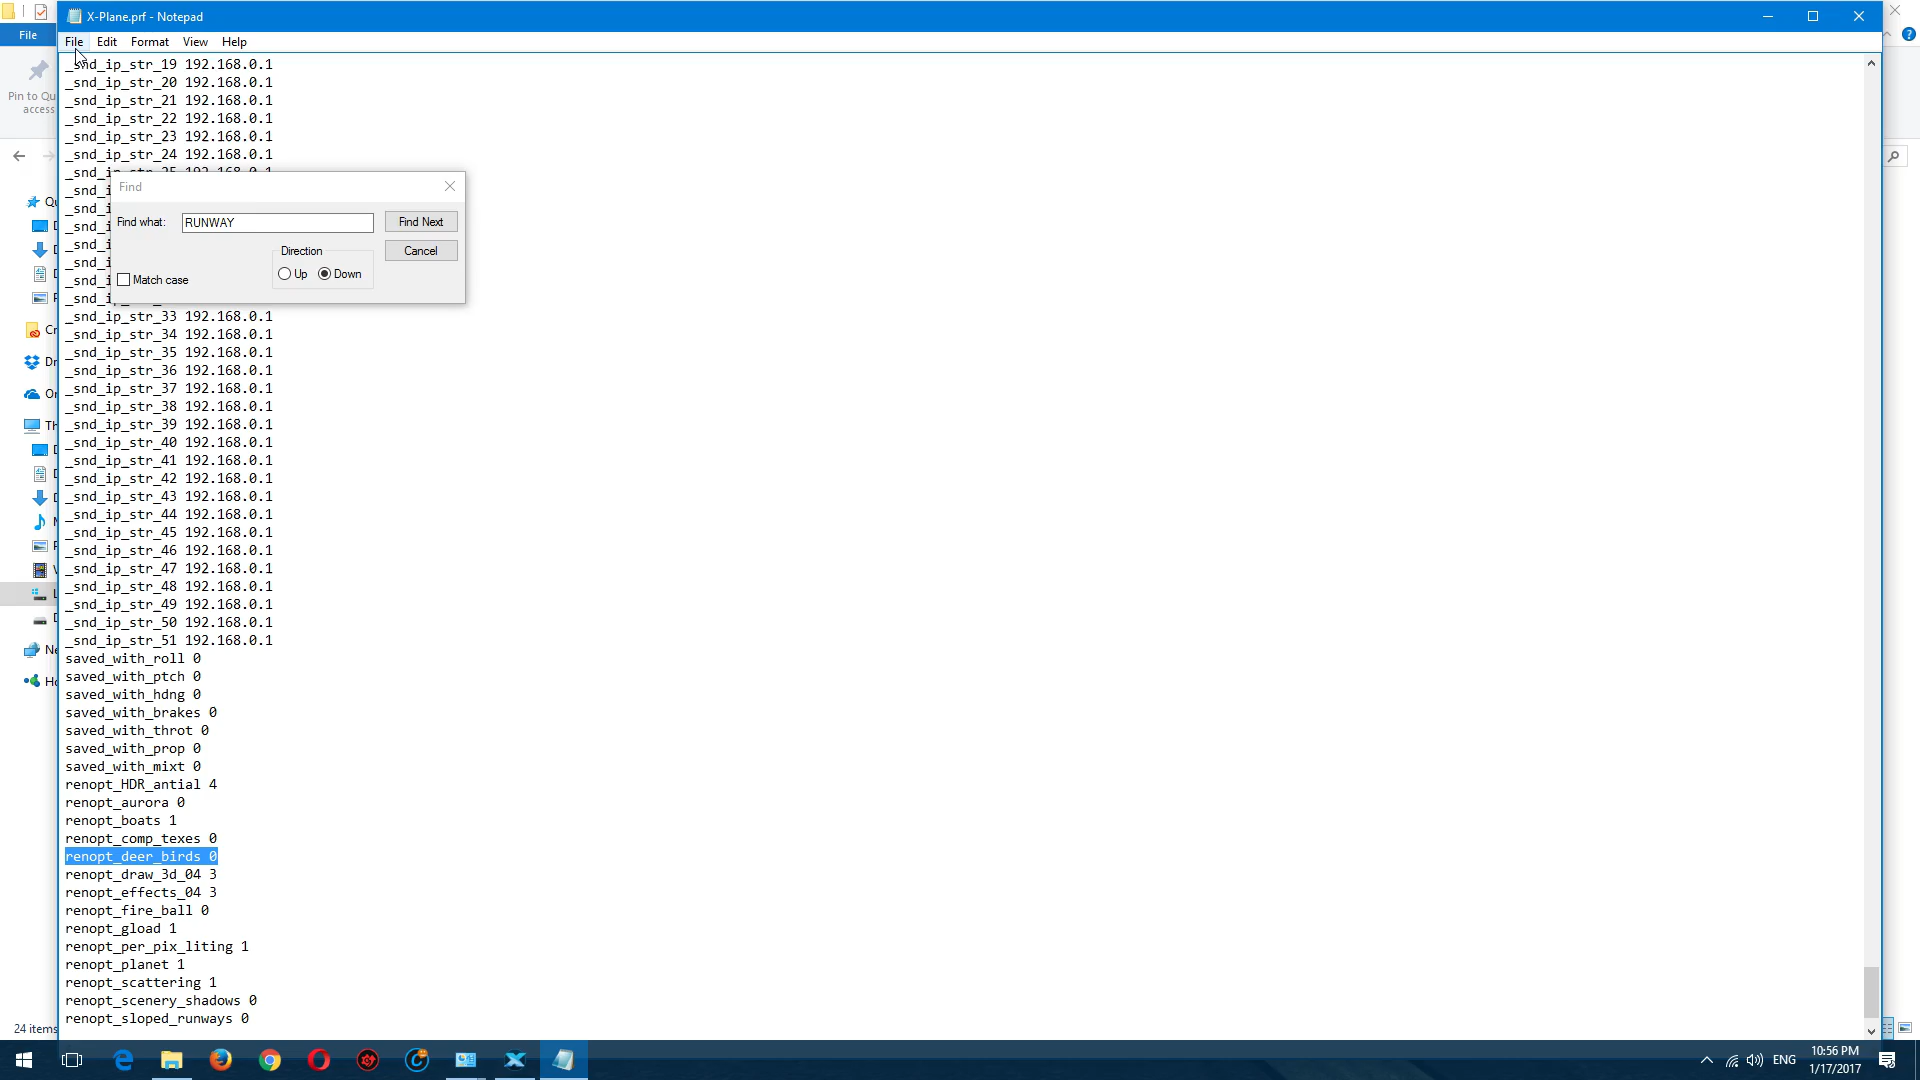 X-Plane.prf - Notepad
File
File Edit Format View Help
Pin to Qu
access
_snd_ip_str_19 192.168.0.1
_snd_ip_str_20 192.168.0.1
_snd_ip_str_21 192.168.0.1
_snd_ip_str_22 192.168.0.1
_snd_ip_str_23 192.168.0.1
_snd_ip_str_24 192.168.0.1
Find
Find what: RUNWAY Find Next
Direction Cancel
Up Down
Match case
_snd_ip_str_33 192.168.0.1
_snd_ip_str_34 192.168.0.1
_snd_ip_str_35 192.168.0.1
_snd_ip_str_36 192.168.0.1
_snd_ip_str_37 192.168.0.1
_snd_ip_str_38 192.168.0.1
_snd_ip_str_39 192.168.0.1
_snd_ip_str_40 192.168.0.1
_snd_ip_str_41 192.168.0.1
_snd_ip_str_42 192.168.0.1
_snd_ip_str_43 192.168.0.1
_snd_ip_str_44 192.168.0.1
_snd_ip_str_45 192.168.0.1
_snd_ip_str_46 192.168.0.1
_snd_ip_str_47 192.168.0.1
_snd_ip_str_48 192.168.0.1
_snd_ip_str_49 192.168.0.1
_snd_ip_str_50 192.168.0.1
_snd_ip_str_51 192.168.0.1
saved_with_roll 0
saved_with_ptch 0
saved_with_hdng 0
saved_with_brakes 0
saved_with_throt 0
saved_with_prop 0
saved_with_mixt 0
renopt_HDR_antial 4
renopt_aurora 0
renopt_boats 1
renopt_comp_texes 0
renopt_deer_birds 0
renopt_draw_3d_04 3
renopt_effects_04 3
renopt_fire_ball 0
renopt_gload 1
renopt_per_pix_liting 1
renopt_planet 1
renopt_scattering 1
renopt_scenery_shadows 0
renopt_sloped_runways 0
24 items
ENG
10:56 PM
1/17/2017